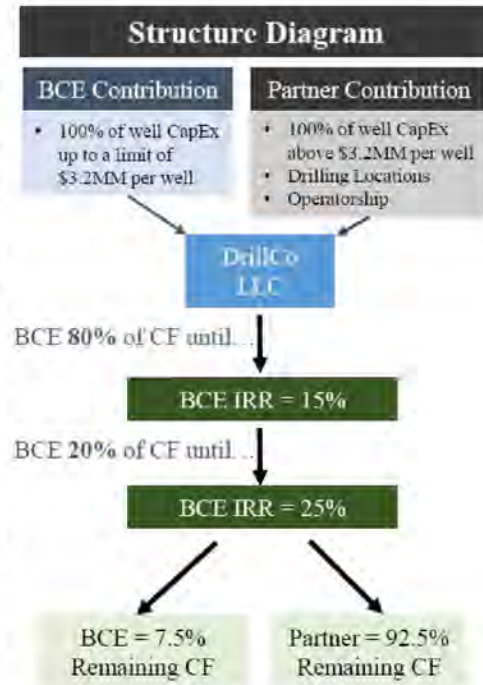 Structure Diagram
BCE Contribution
• 100% of well CapEx
up to a limit of
$3.2MM per well
Partner Contribution
• 100% of well CapEx
above $3.2MM per well
• Drilling Locations
• Operatorship
DrillCo
LLC
BCE 80% of CF until…
BCE IRR = 15%
BCE 20% of CF until…
BCE IRR = 25%
BCE = 7.5%
Remaining CF
Partner = 92.5%
Remaining CF